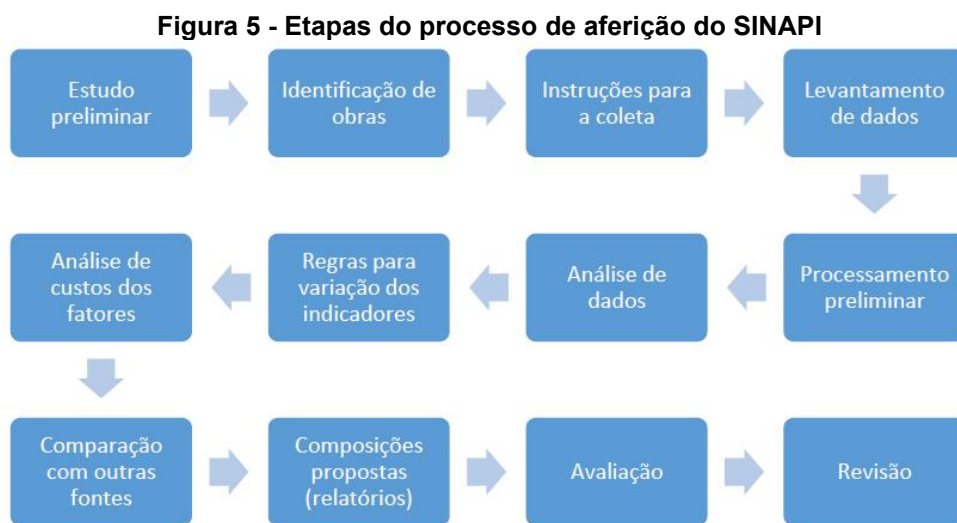 Figura 5 - Etapas do processo de aferição do SINAPI
Estudo
preliminar
Identificação de
obras
Instruções para
a coleta
Levantamento
de dados
Análise de
custos dos
fatores
Regras para
variação dos
indicadores
Análise de
dados
Processamento
preliminar
Comparação
com outras
fontes
Composições
propostas
(relatórios)
Avaliação
Revisão